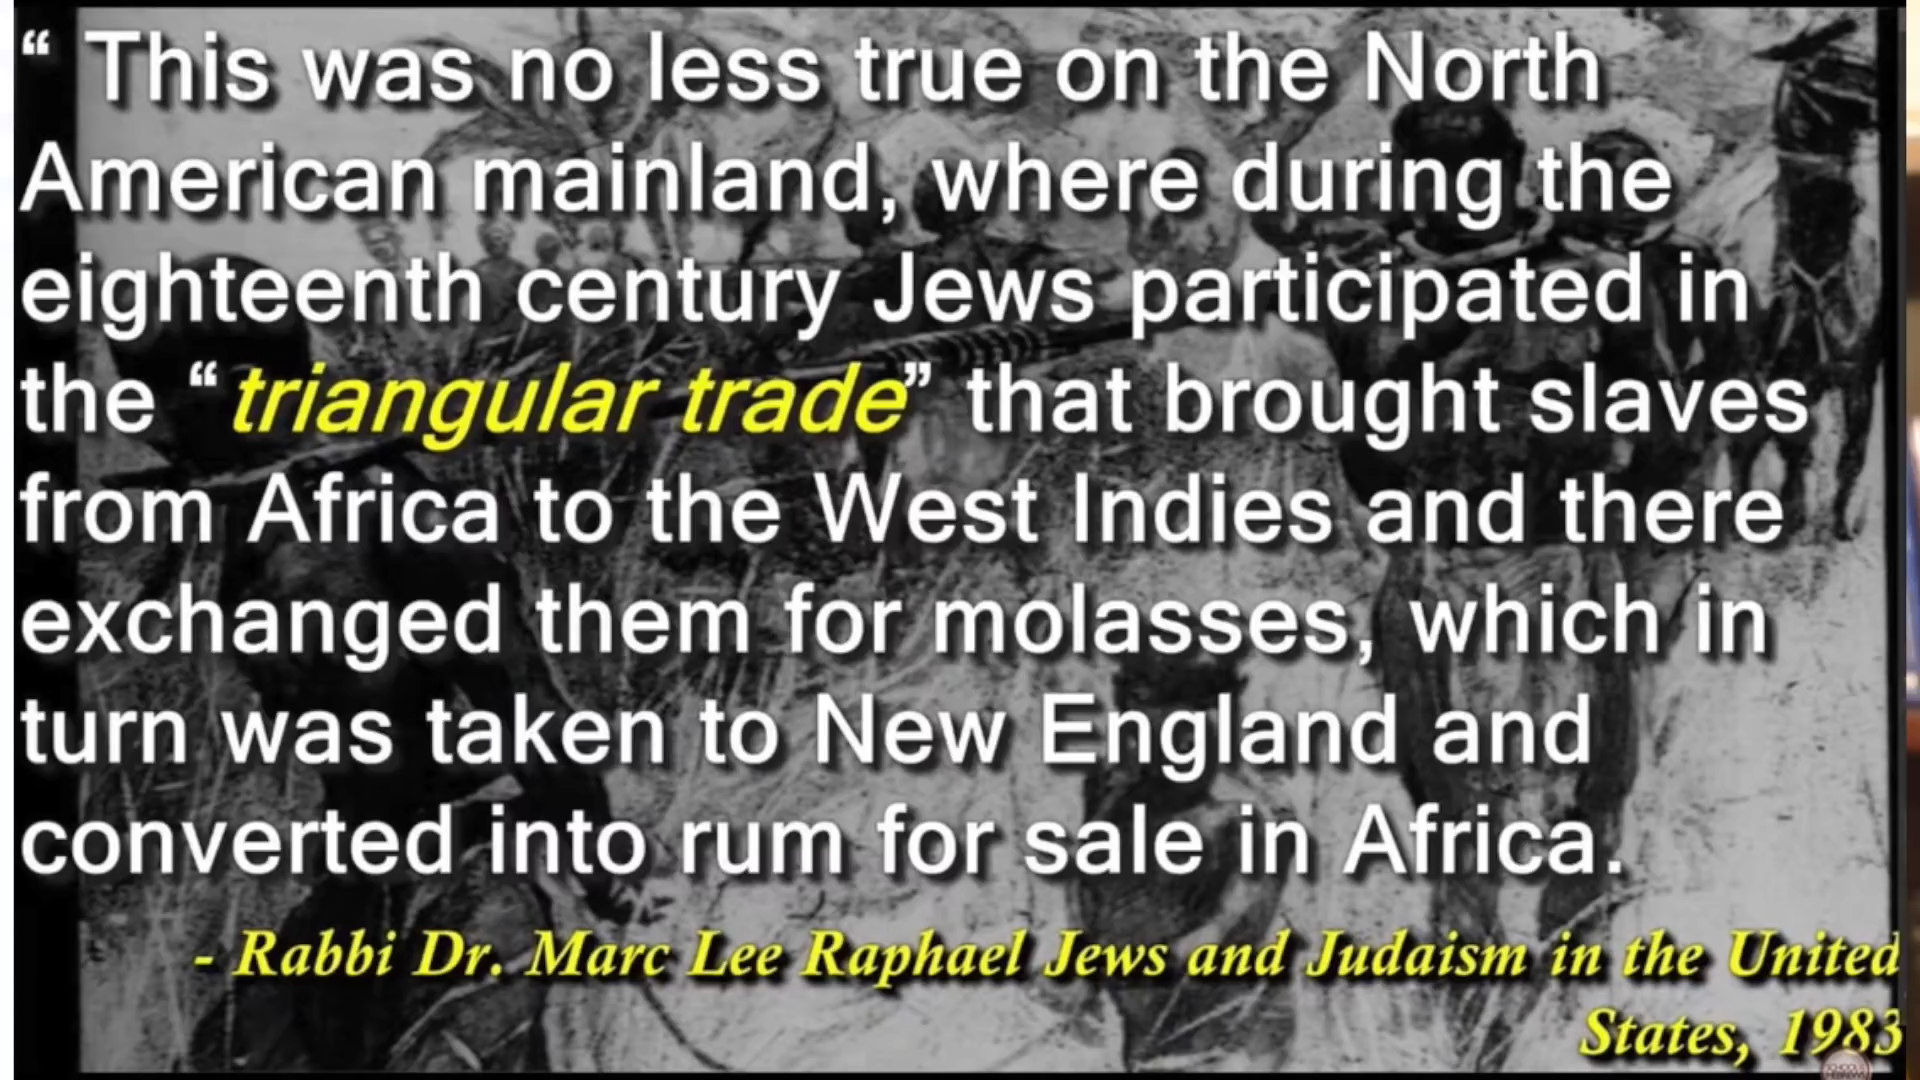 “ This was no less true on the North
American mainland, where during the
eighteenth century Jews participated in
the “triangular trade” that brought slaves
from Africa to the West Indies and there
exchanged them for molasses, which in
turn was taken to New England and
converted into rum for sale in Africa.
- Rabbi Dr. Marc Lee Raphael Jews and Judaism in the United
States, 1983